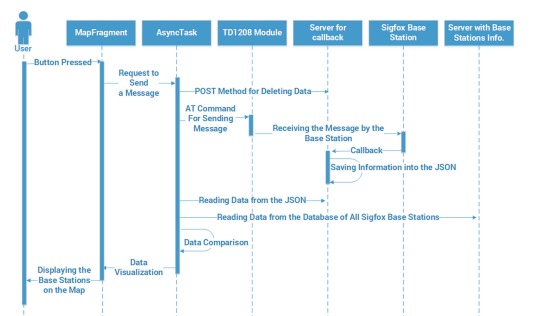 User
MapFragment
AsyncTask
TD1208 Module
Server for
callback
Sigfox Base
Station
Server with Base
Stations Info.
Button Pressed
Request to
Send
a Message
POST Method for Deleting Data
AT Command
For Sending
Message
Receiving the Message by the
Base Station
Callback
Saving Information into the JSON
Reading Data from the JSON
Reading Data from the Database of All Sigfox Base Stations
Data Comparison
Data
Visualization
Displaying the
Base Stations
on the Map